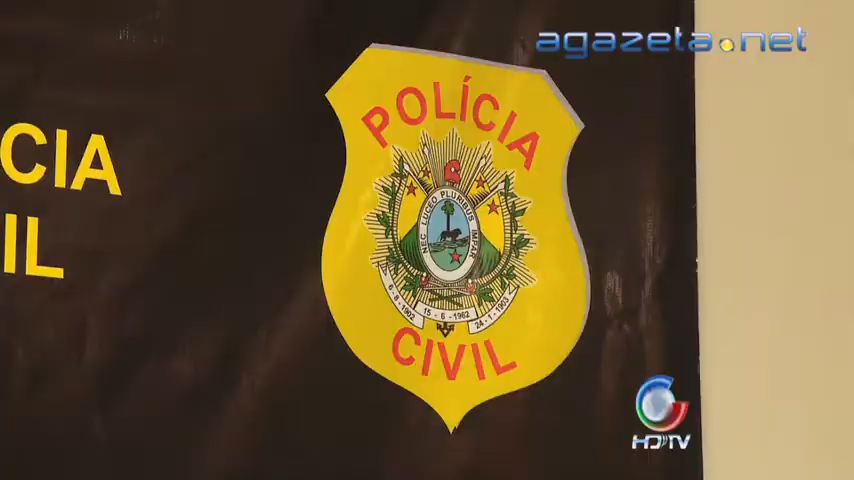 agazeta.net
CIA
IL
POLÍCIA
NEC LUCEO PLURIBUS IMPAR
6-8-1902
15-6-1962
24-1-1903
CIVIL
HDTV